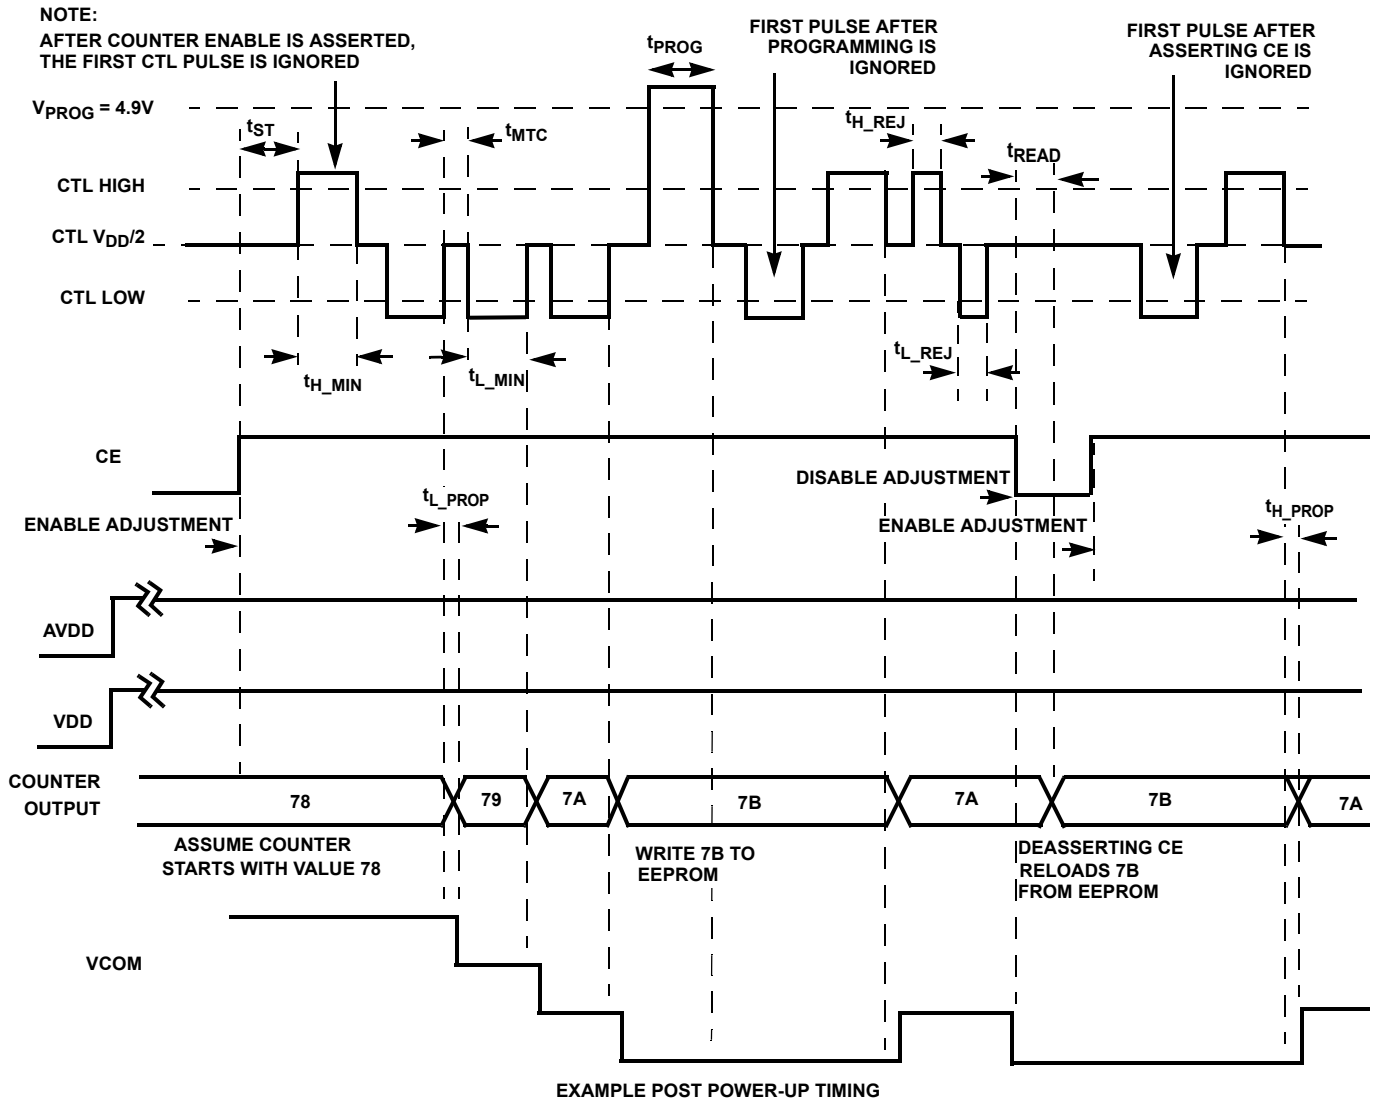 NOTE:
AFTER COUNTER ENABLE IS ASSERTED,
THE FIRST CTL PULSE IS IGNORED
tPROG
FIRST PULSE AFTER
PROGRAMMING IS
IGNORED
FIRST PULSE AFTER
ASSERTING CE IS
IGNORED
VPROG = 4.9V
tST
tMTC
tH_REJ
tREAD
CTL HIGH
CTL VDD/2
CTL LOW
tH_MIN
tL_MIN
tL_REJ
CE
DISABLE ADJUSTMENT
tL_PROP
tH_PROP
ENABLE ADJUSTMENT
ENABLE ADJUSTMENT
AVDD
VDD
COUNTER
OUTPUT
78
79
7A
7B
7A
7B
7A
ASSUME COUNTER
STARTS WITH VALUE 78
WRITE 7B TO
EEPROM
DEASSERTING CE
RELOADS 7B
FROM EEPROM
VCOM
EXAMPLE POST POWER-UP TIMING